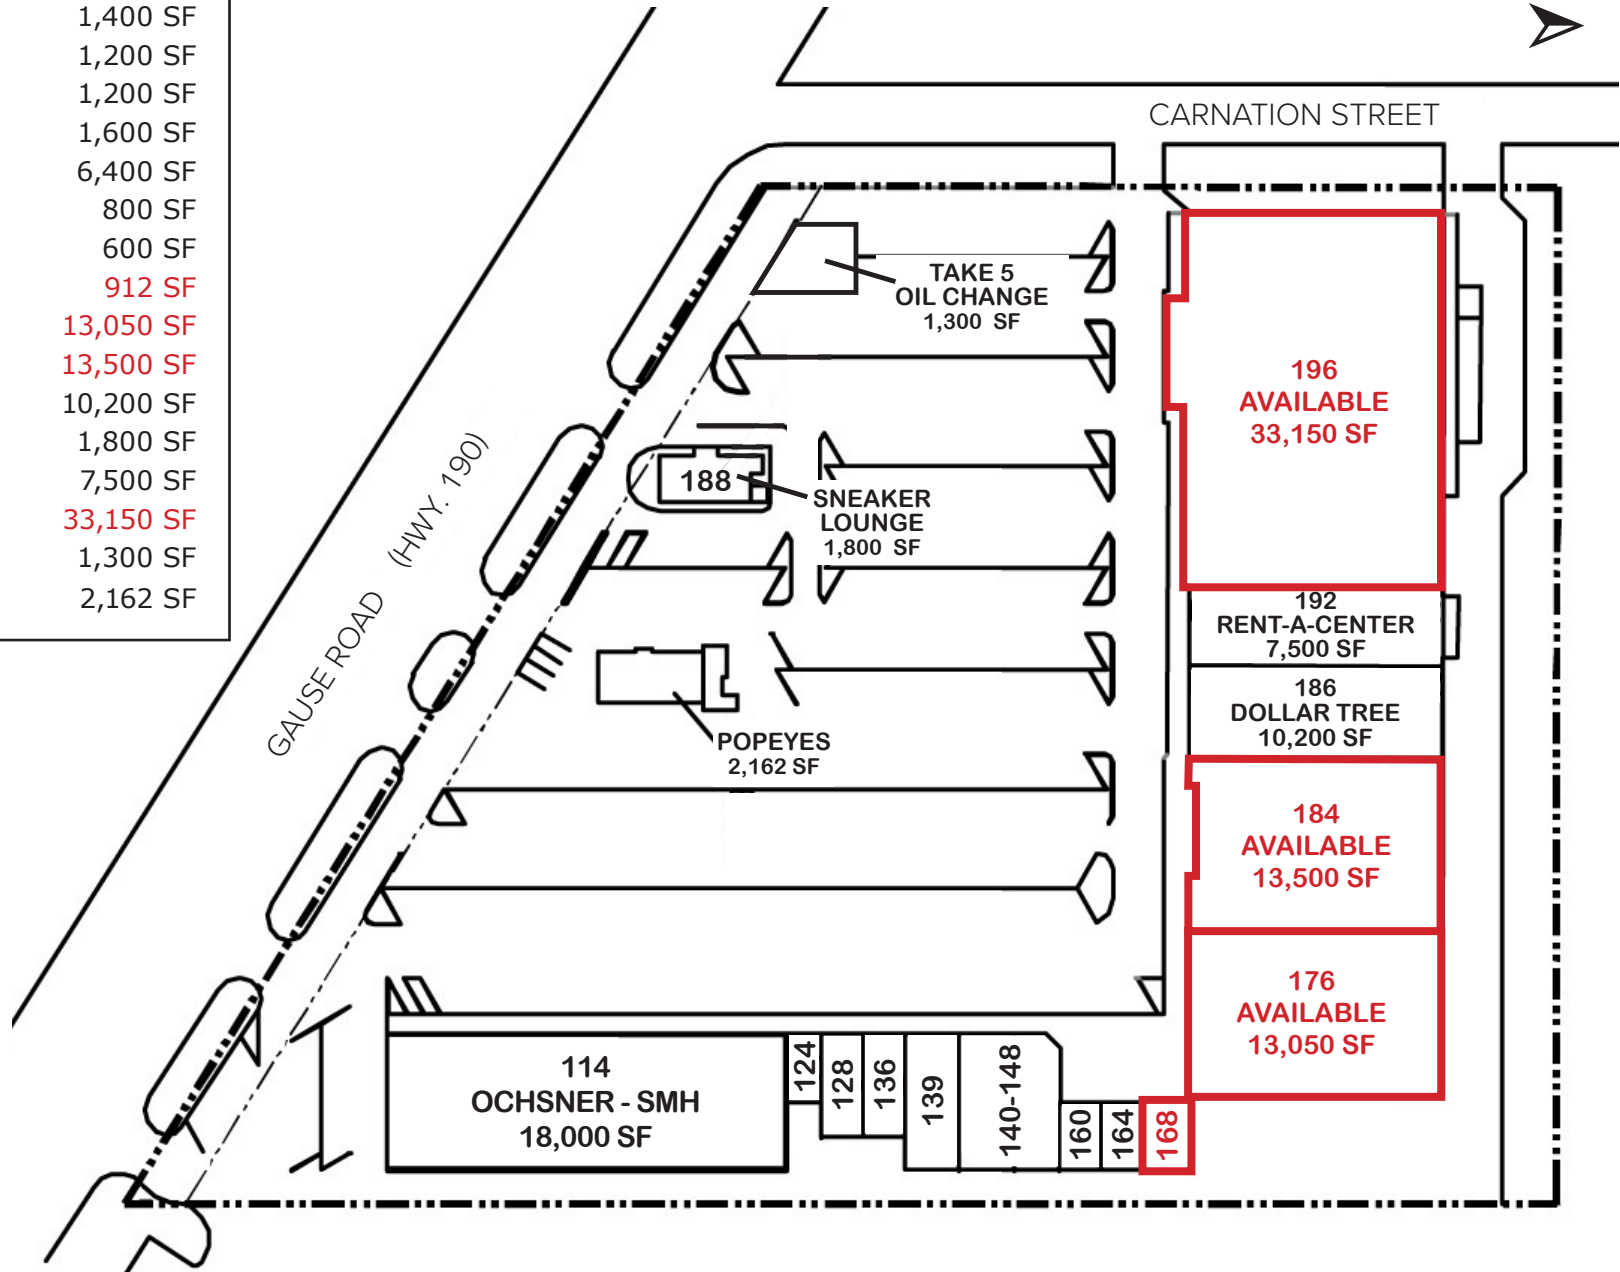 1,400 SF
1,200 SF
1,200 SF
1,600 SF
6,400 SF
800 SF
600 SF
912 SF
13,050 SF
13,500 SF
10,200 SF
1,800 SF
7,500 SF
33,150 SF
1,300 SF
2,162 SF
CARNATION STREET
GAUSE ROAD (HWY. 190)
TAKE 5
OIL CHANGE
1,300 SF
196
AVAILABLE
33,150 SF
188
SNEAKER
LOUNGE
1,800 SF
192
RENT-A-CENTER
7,500 SF
186
DOLLAR TREE
10,200 SF
POPEYES
2,162 SF
184
AVAILABLE
13,500 SF
176
AVAILABLE
13,050 SF
114
OCHSNER - SMH
18,000 SF
124
128
136
139
140-148
160
164
168